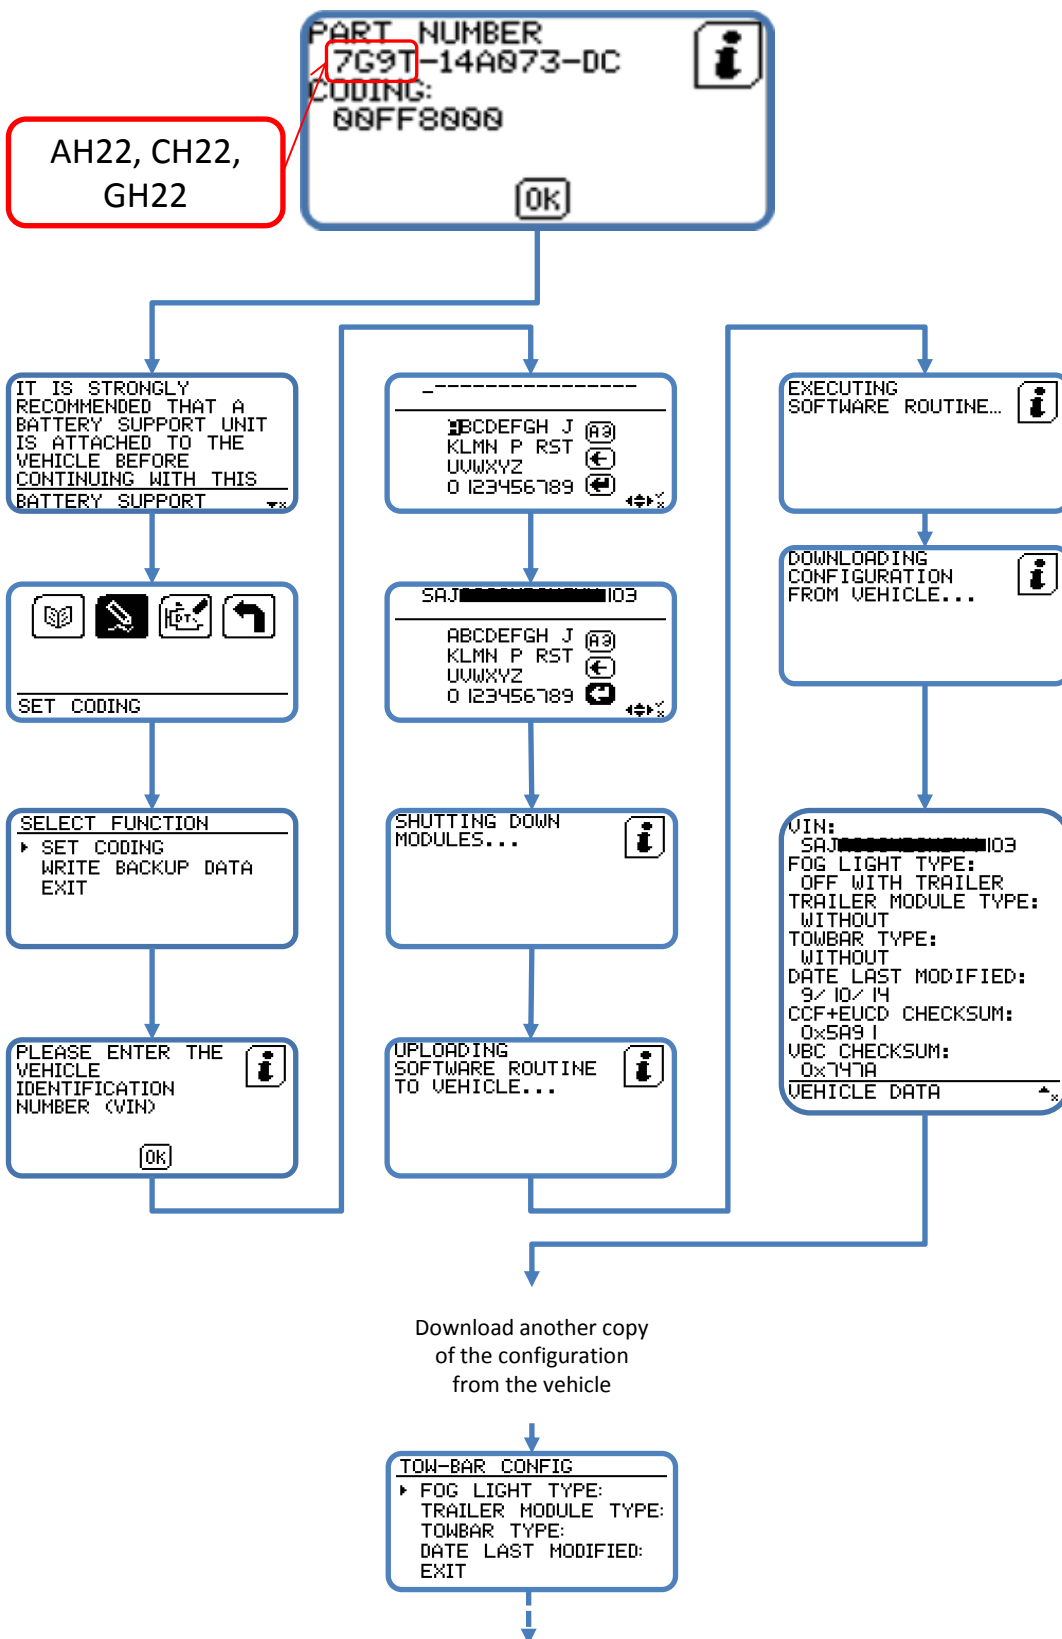 PART NUMBER
7G9T-14A073-DC
CODING:
00FF8000
OK
AH22, CH22,
GH22
IT IS STRONGLY
RECOMMENDED THAT A
BATTERY SUPPORT UNIT
IS ATTACHED TO THE
VEHICLE BEFORE
CONTINUING WITH THIS
BATTERY SUPPORT
SET CODING
SELECT FUNCTION
SET CODING
WRITE BACKUP DATA
EXIT
PLEASE ENTER THE
VEHICLE
IDENTIFICATION
NUMBER (VIN)
OK
_----------------
ABCDEFGH J
KLMN P RST
UVWXYZ
0 123456789
SAJ 103
ABCDEFGH J
KLMN P RST
UVWXYZ
0 123456789
SHUTTING DOWN
MODULES...
UPLOADING
SOFTWARE ROUTINE
TO VEHICLE...
EXECUTING
SOFTWARE ROUTINE...
DOWNLOADING
CONFIGURATION
FROM VEHICLE...
VIN:
SAJ 103
FOG LIGHT TYPE:
OFF WITH TRAILER
TRAILER MODULE TYPE:
WITHOUT
TOWBAR TYPE:
WITHOUT
DATE LAST MODIFIED:
9/10/14
CCF+EUCD CHECKSUM:
0x5A91
VBC CHECKSUM:
0x747A
VEHICLE DATA
Download another copy
of the configuration
from the vehicle
TOW-BAR CONFIG
FOG LIGHT TYPE:
TRAILER MODULE TYPE:
TOWBAR TYPE:
DATE LAST MODIFIED:
EXIT